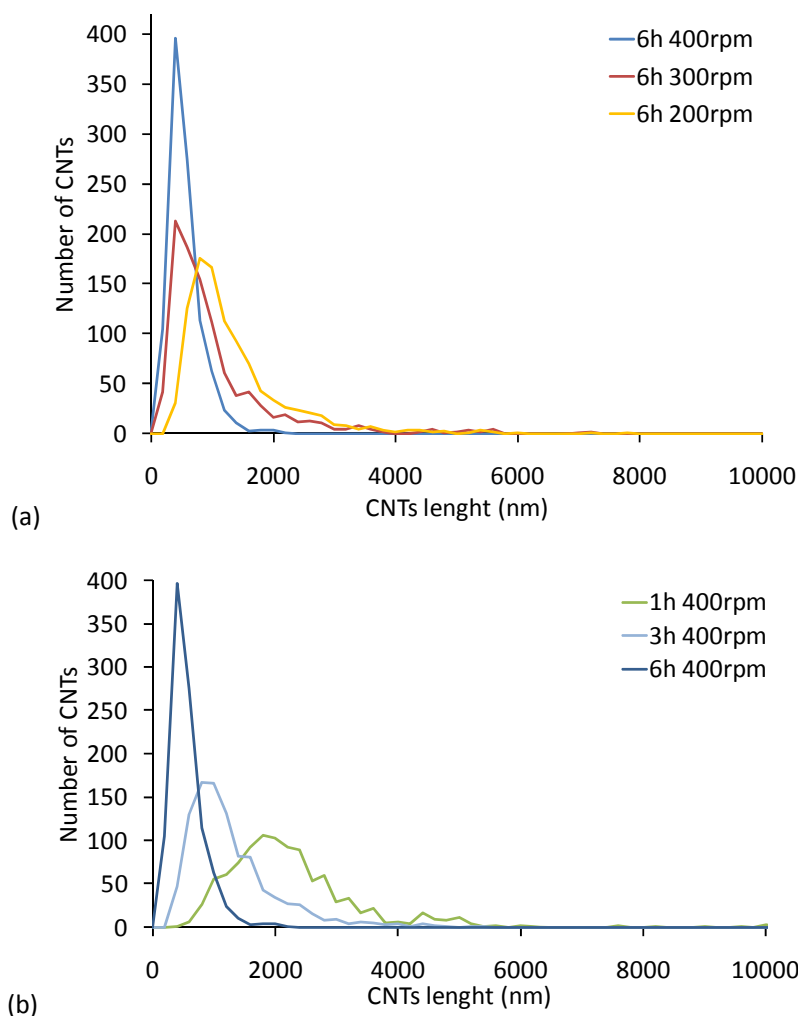 400
350
300
250
200
150
100
50
0
Number of CNTs
6h 400rpm
6h 300rpm
6h 200rpm
0 2000 4000 6000 8000 10000
CNTs lenght (nm)
(a)
400
350
300
250
200
150
100
50
0
Number of CNTs
1h 400rpm
3h 400rpm
6h 400rpm
0 2000 4000 6000 8000 10000
CNTs lenght (nm)
(b)